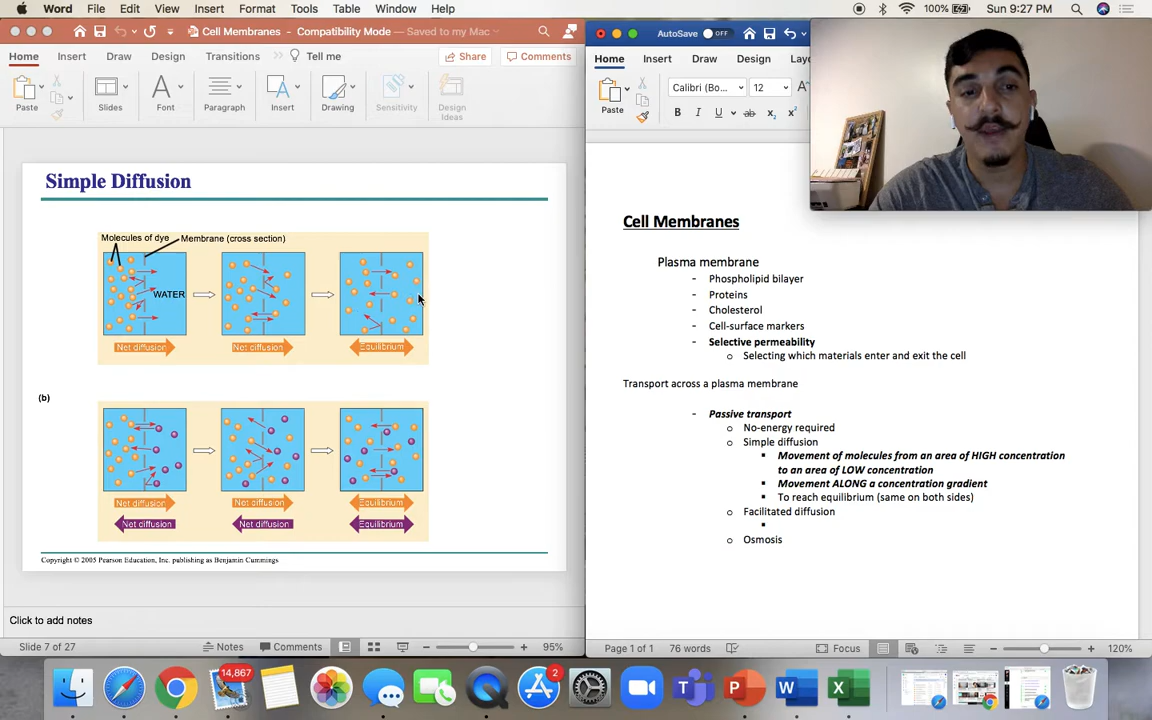 Word File Edit View Insert Format Tools Table Window Help
100% Sun 9:27 PM
Cell Membranes - Compatibility Mode — Saved to my Mac
Home Insert Draw Design Transitions Tell me Share Comments
Paste Slides Font Paragraph Insert Drawing Sensitivity Design Ideas
Simple Diffusion
Molecules of dye Membrane (cross section)
WATER
Net diffusion Net diffusion Equilibrium
(b)
Net diffusion Net diffusion Equilibrium
Net diffusion Net diffusion Equilibrium
Copyright © 2005 Pearson Education, Inc. publishing as Benjamin Cummings
Click to add notes
Slide 7 of 27 Notes Comments 95%
AutoSave OFF
Home Insert Draw Design Layo
Paste Calibri (Bo... 12 A
B I U ab x₂ x²
Cell Membranes
Plasma membrane
- Phospholipid bilayer
- Proteins
- Cholesterol
- Cell-surface markers
- Selective permeability
o Selecting which materials enter and exit the cell
Transport across a plasma membrane
- Passive transport
o No-energy required
o Simple diffusion
▪ Movement of molecules from an area of HIGH concentration
to an area of LOW concentration
▪ Movement ALONG a concentration gradient
▪ To reach equilibrium (same on both sides)
o Facilitated diffusion
▪
o Osmosis
Page 1 of 1 76 words Focus 120%
14,867
2